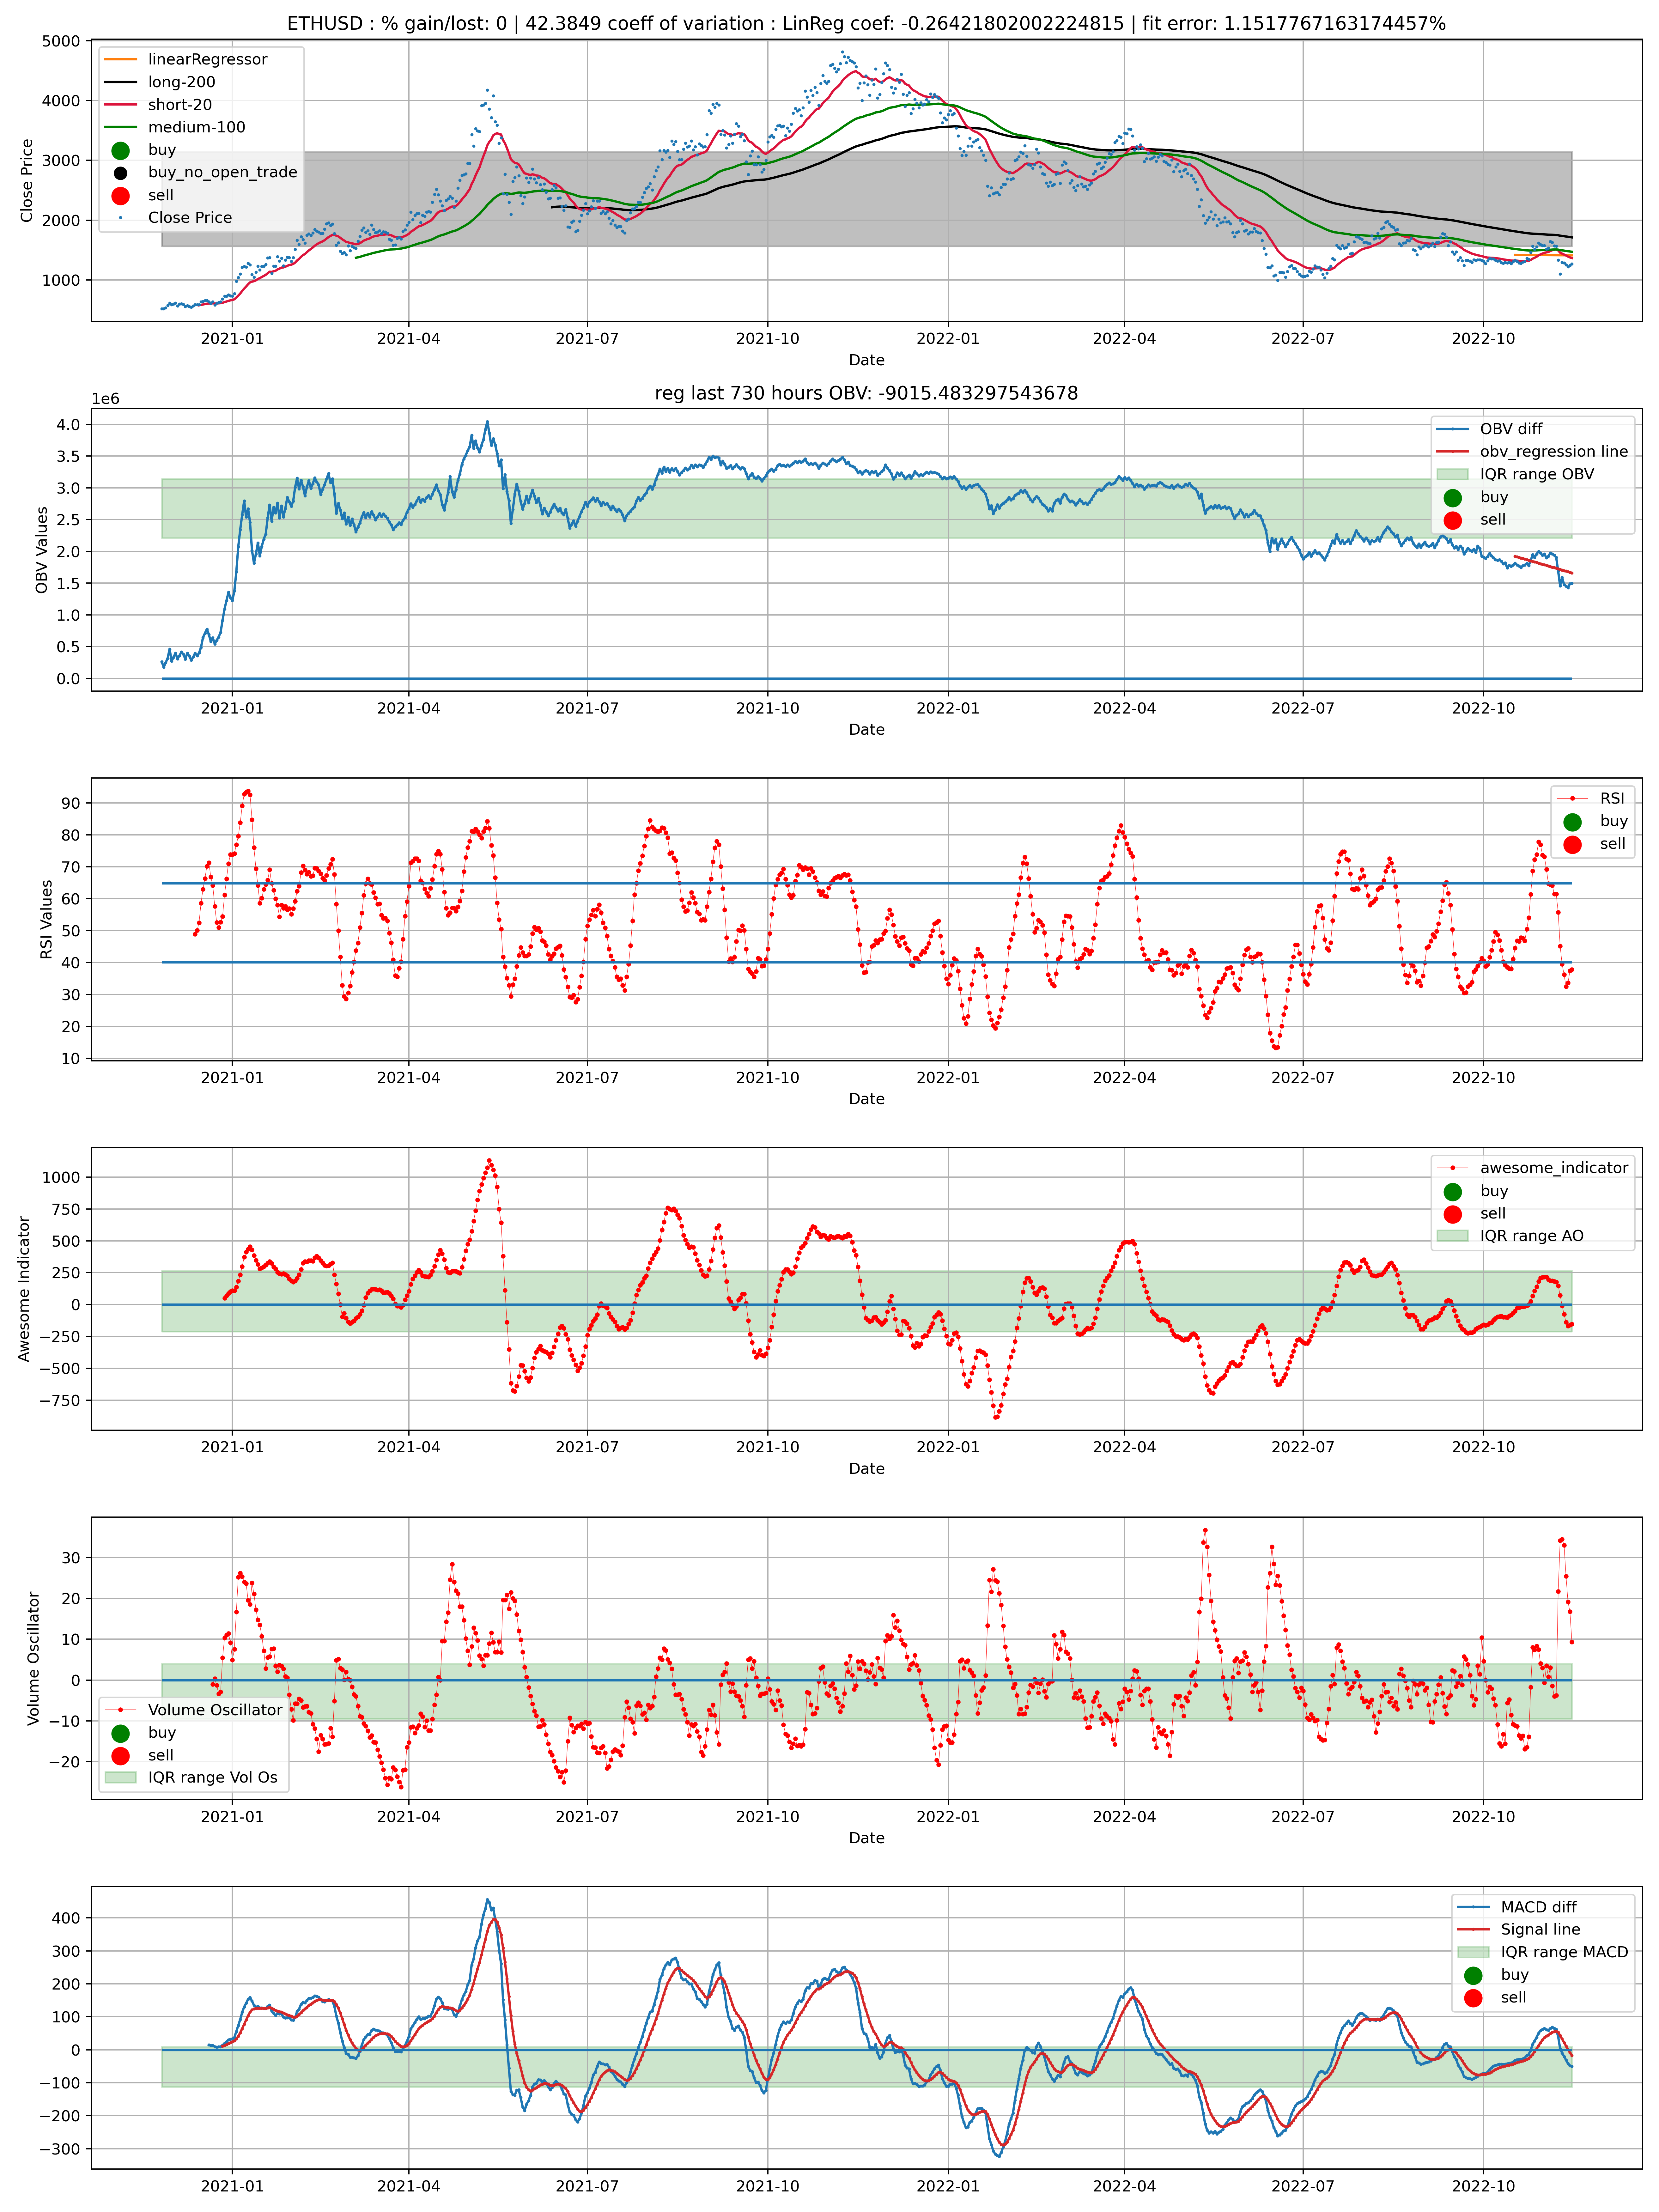 ETHUSD : % gain/lost: 0 | 42.3849 coeff of variation : LinReg coef: -0.26421802002224815 | fit error: 1.1517767163174457%
5000
4000
3000
2000
1000
Close Price
linearRegressor
long-200
short-20
medium-100
buy
buy_no_open_trade
sell
Close Price
2021-01 2021-04 2021-07 2021-10 2022-01 2022-04 2022-07 2022-10
Date
reg last 730 hours OBV: -9015.483297543678
1e6
4.0
3.5
3.0
2.5
2.0
1.5
1.0
0.5
0.0
OBV Values
OBV diff
obv_regression line
IQR range OBV
buy
sell
2021-01 2021-04 2021-07 2021-10 2022-01 2022-04 2022-07 2022-10
Date
90
80
70
60
50
40
30
20
10
RSI Values
RSI
buy
sell
2021-01 2021-04 2021-07 2021-10 2022-01 2022-04 2022-07 2022-10
Date
1000
750
500
250
0
−250
−500
−750
Awesome Indicator
awesome_indicator
buy
sell
IQR range AO
2021-01 2021-04 2021-07 2021-10 2022-01 2022-04 2022-07 2022-10
Date
30
20
10
0
−10
−20
Volume Oscillator
Volume Oscillator
buy
sell
IQR range Vol Os
2021-01 2021-04 2021-07 2021-10 2022-01 2022-04 2022-07 2022-10
Date
400
300
200
100
0
−100
−200
−300
MACD diff
Signal line
IQR range MACD
buy
sell
2021-01 2021-04 2021-07 2021-10 2022-01 2022-04 2022-07 2022-10